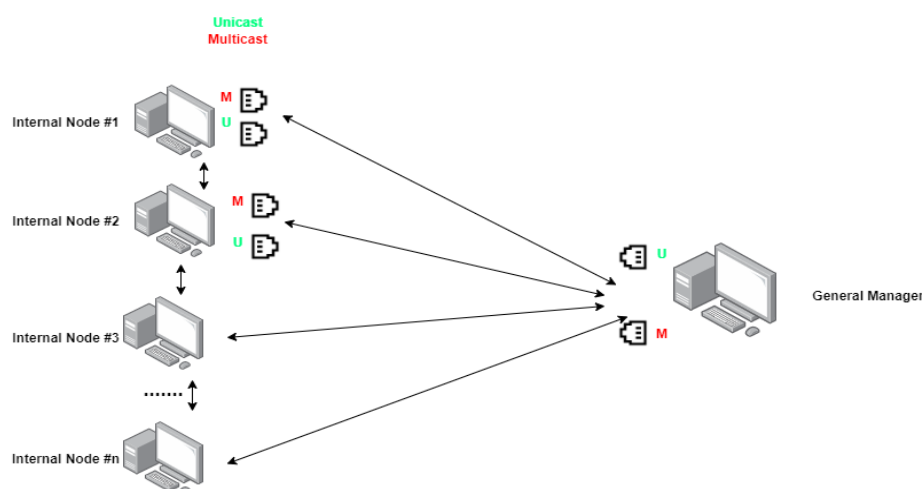 Unicast
Multicast
M
Internal Node #1
U
M
Internal Node #2
U
U
General Manager
Internal Node #3
M
.......
Internal Node #n